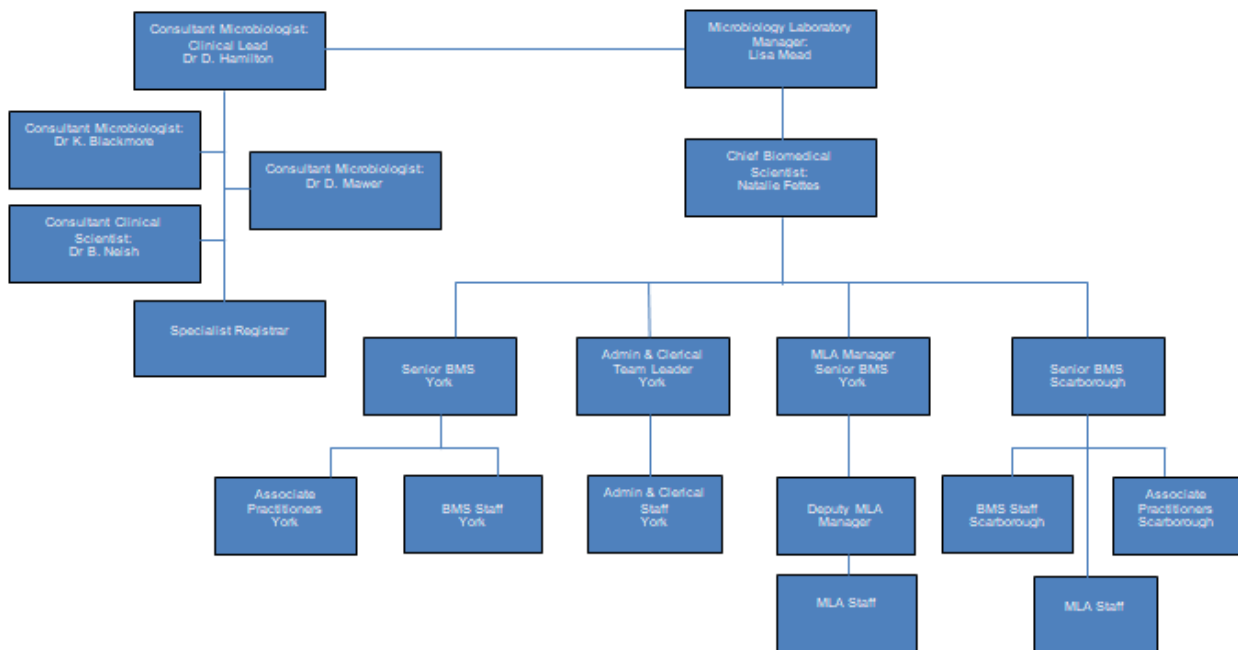 Consultant Microbiologist:
Clinical Lead
Dr D. Hamilton
Microbiology Laboratory
Manager:
Lisa Mead
Consultant Microbiologist:
Dr K. Blackmore
Consultant Microbiologist:
Dr D. Mawer
Chief Biomedical
Scientist:
Natalie Fettes
Consultant Clinical
Scientist:
Dr B. Neish
Specialist Registrar
Senior BMS
York
Admin & Clerical
Team Leader
York
MLA Manager
Senior BMS
York
Senior BMS
Scarborough
Associate
Practitioners
York
BMS Staff
York
Admin & Clerical
Staff
York
Deputy MLA
Manager
BMS Staff
Scarborough
Associate
Practitioners
Scarborough
MLA Staff
MLA Staff